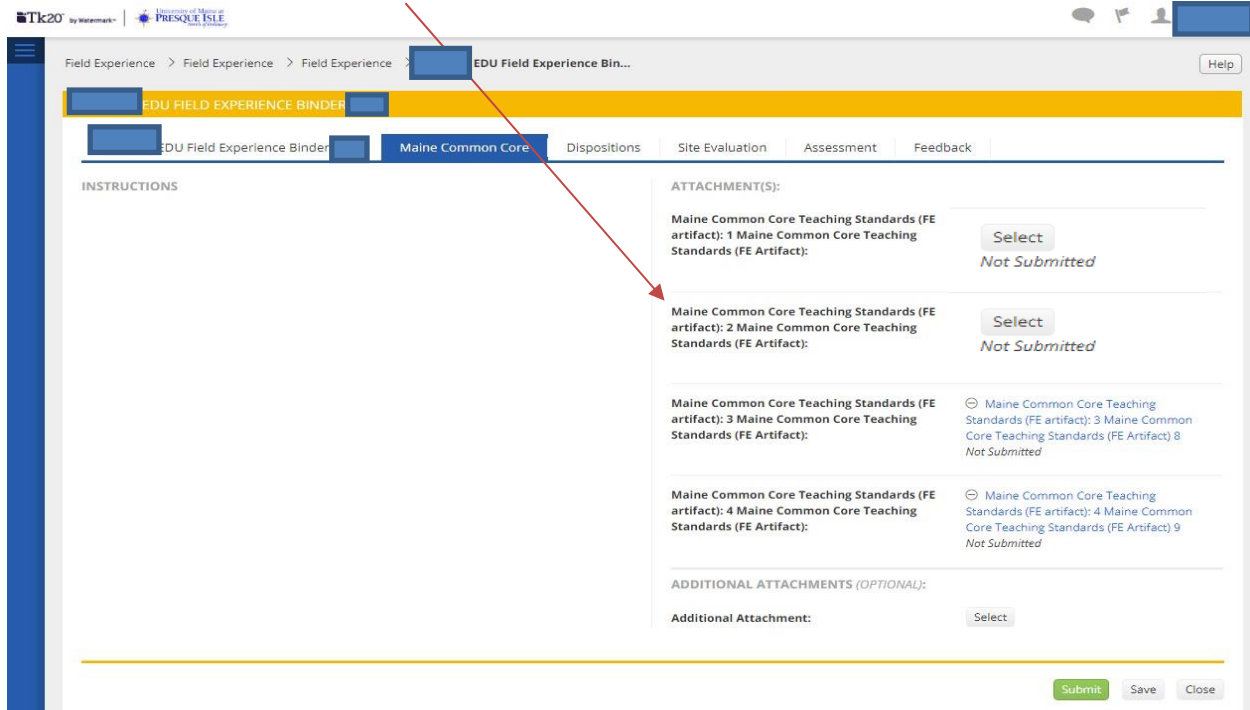 Tk20 by Watermark
University of Maine at
PRESQUE ISLE
Field Experience > Field Experience > Field Experience > EDU Field Experience Bin...
Help
EDU FIELD EXPERIENCE BINDER
EDU Field Experience Binder
Maine Common Core
Dispositions
Site Evaluation
Assessment
Feedback
INSTRUCTIONS
ATTACHMENT(S):
Maine Common Core Teaching Standards (FE
artifact): 1 Maine Common Core Teaching
Standards (FE Artifact):
Select
Not Submitted
Maine Common Core Teaching Standards (FE
artifact): 2 Maine Common Core Teaching
Standards (FE Artifact):
Select
Not Submitted
Maine Common Core Teaching Standards (FE
artifact): 3 Maine Common Core Teaching
Standards (FE Artifact):
Maine Common Core Teaching
Standards (FE artifact): 3 Maine Common
Core Teaching Standards (FE Artifact) 8
Not Submitted
Maine Common Core Teaching Standards (FE
artifact): 4 Maine Common Core Teaching
Standards (FE Artifact):
Maine Common Core Teaching
Standards (FE artifact): 4 Maine Common
Core Teaching Standards (FE Artifact) 9
Not Submitted
ADDITIONAL ATTACHMENTS (OPTIONAL):
Additional Attachment:
Select
Submit
Save
Close